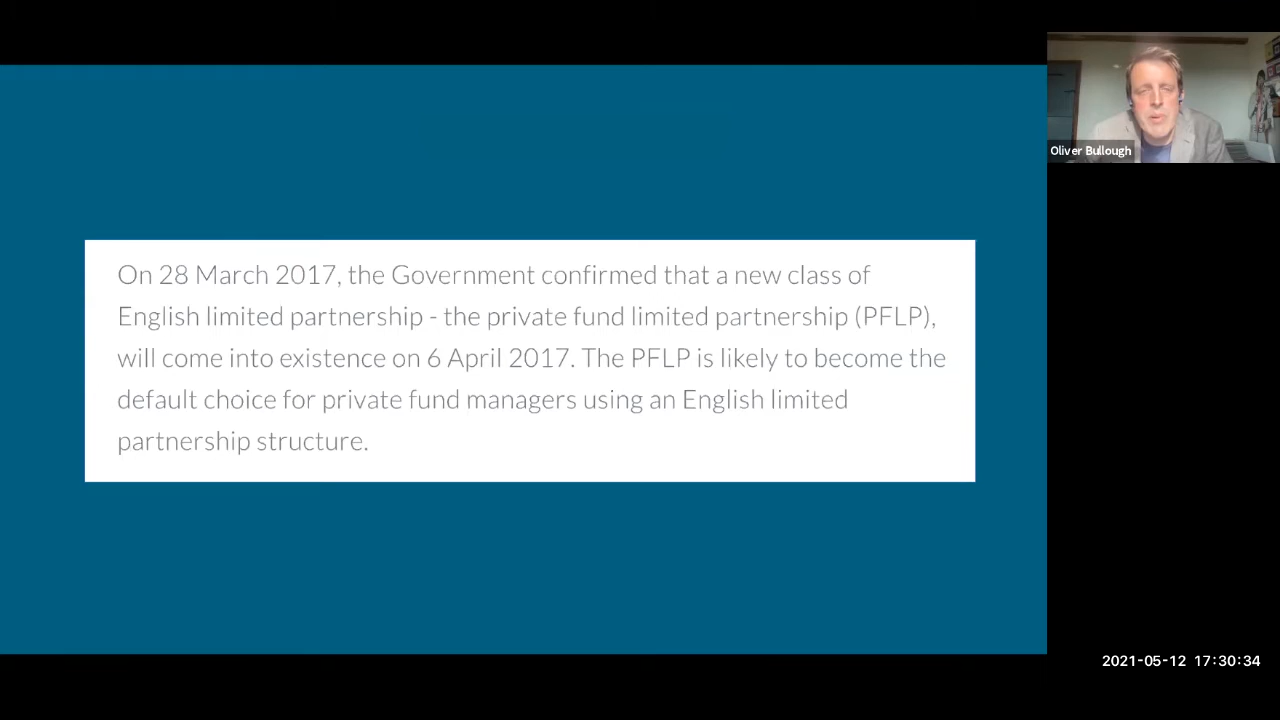 On 28 March 2017, the Government confirmed that a new class of
English limited partnership - the private fund limited partnership (PFLP),
will come into existence on 6 April 2017. The PFLP is likely to become the
default choice for private fund managers using an English limited
partnership structure.
Oliver Bullough
2021-05-12 17:30:34